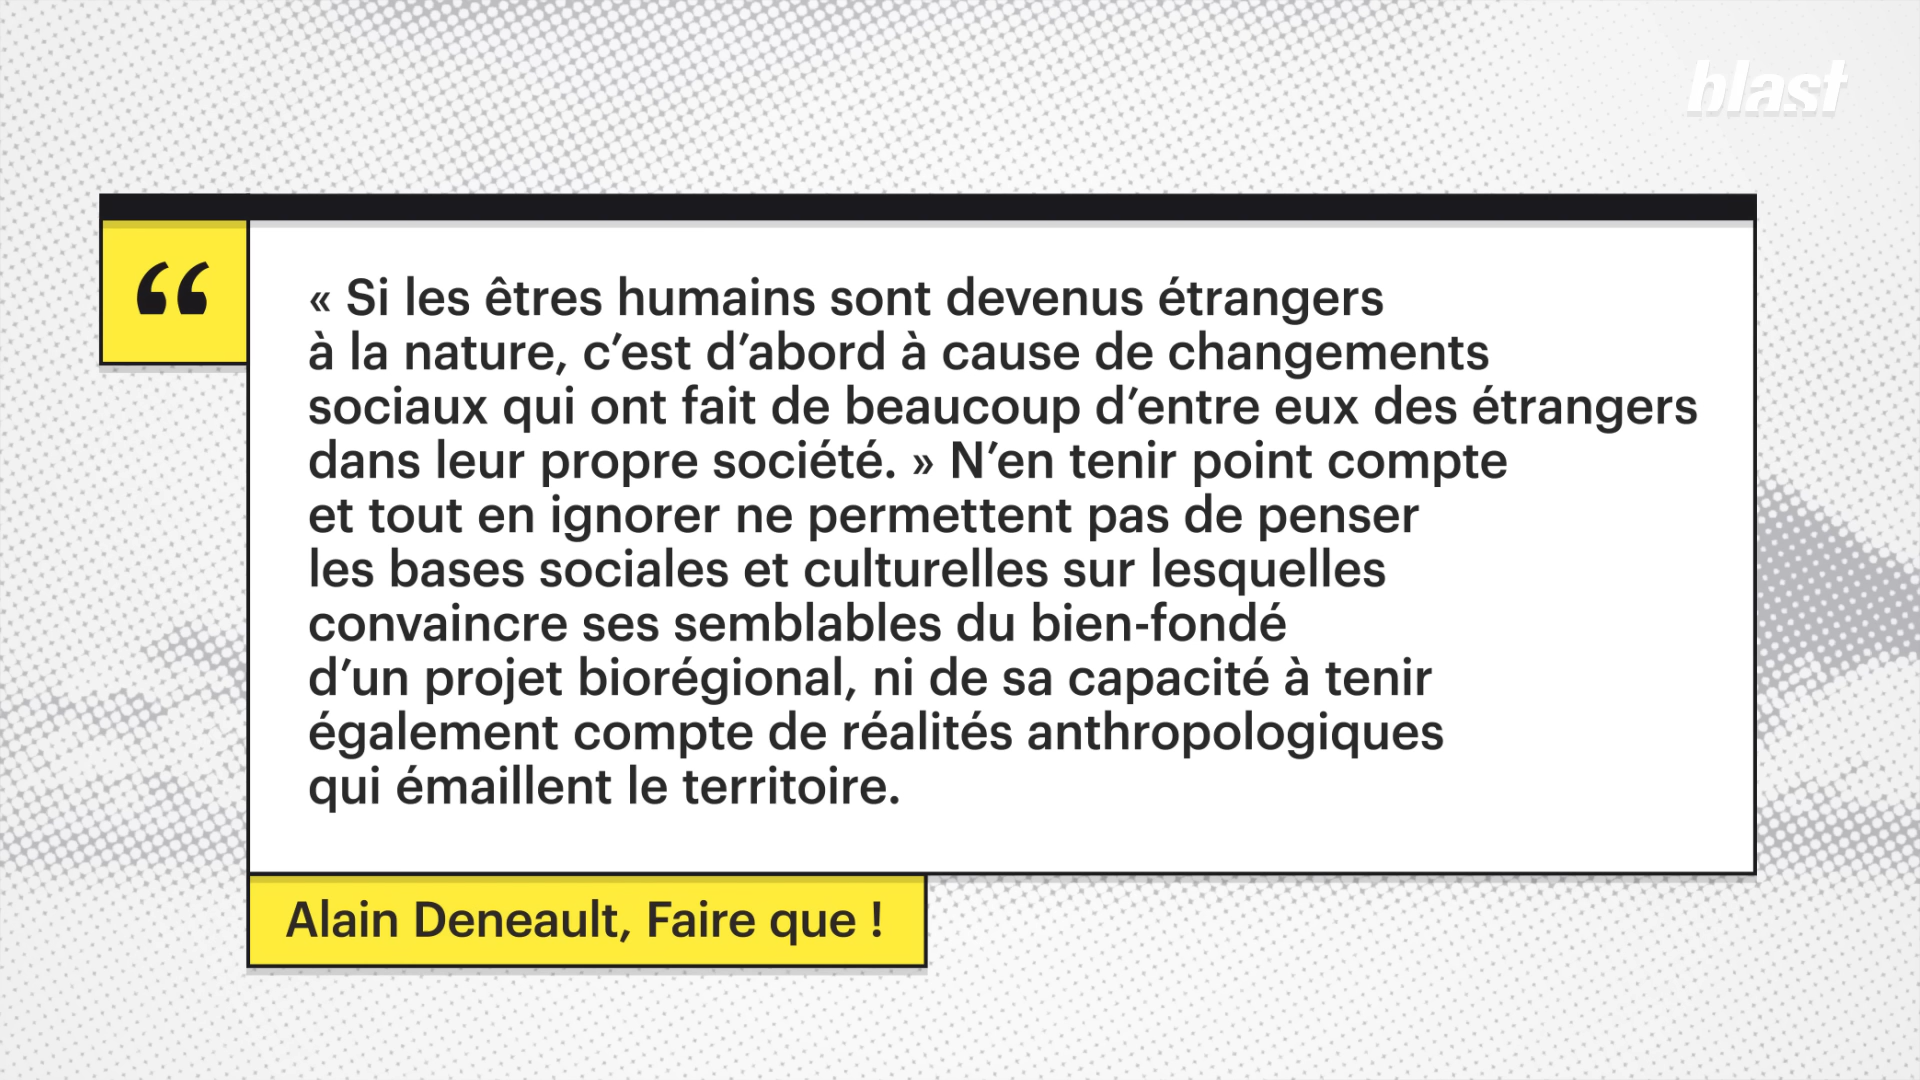 blast
« Si les êtres humains sont devenus étrangers
à la nature, c’est d’abord à cause de changements
sociaux qui ont fait de beaucoup d’entre eux des étrangers
dans leur propre société. » N’en tenir point compte
et tout en ignorer ne permettent pas de penser
les bases sociales et culturelles sur lesquelles
convaincre ses semblables du bien-fondé
d’un projet biorégional, ni de sa capacité à tenir
également compte de réalités anthropologiques
qui émaillent le territoire.
Alain Deneault, Faire que !